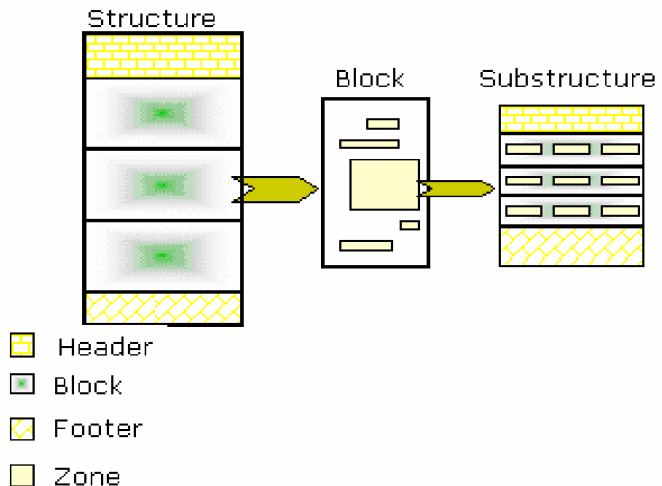 Structure
Block
Substructure
Header
Block
Footer
Zone